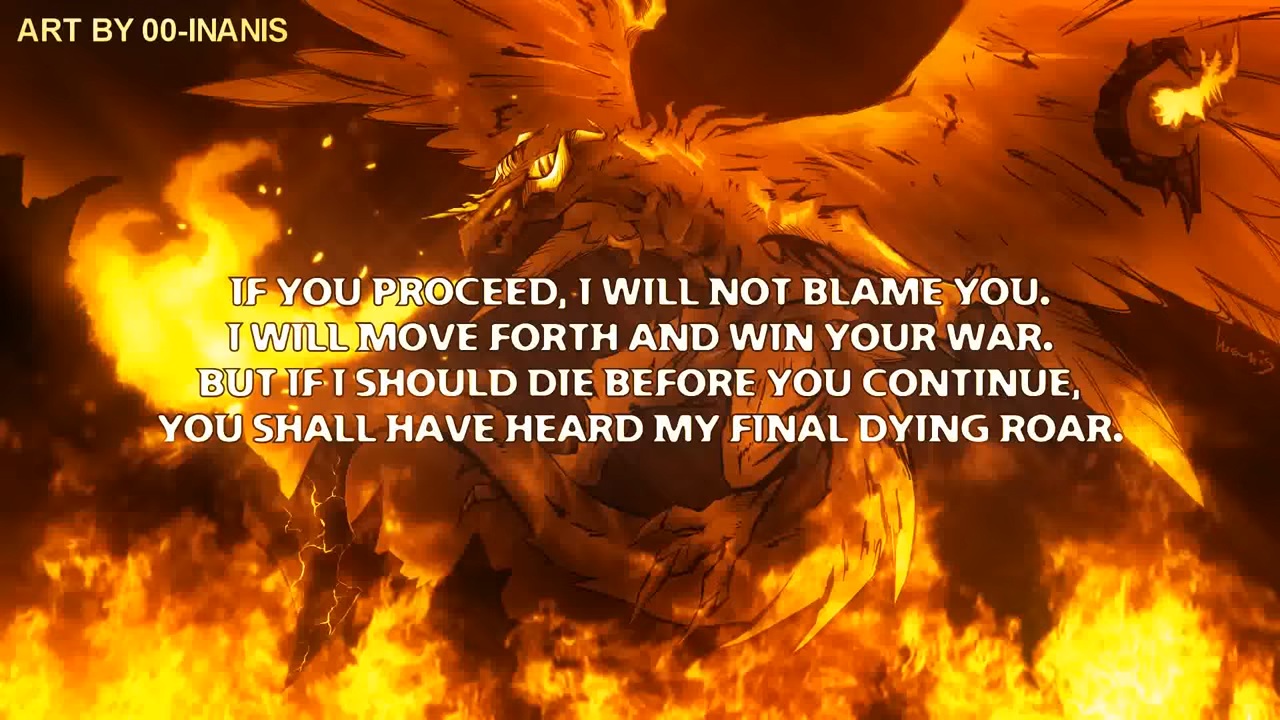 ART BY 00-INANIS
IF YOU PROCEED, I WILL NOT BLAME YOU.
I WILL MOVE FORTH AND WIN YOUR WAR.
BUT IF I SHOULD DIE BEFORE YOU CONTINUE,
YOU SHALL HAVE HEARD MY FINAL DYING ROAR.
Inanis